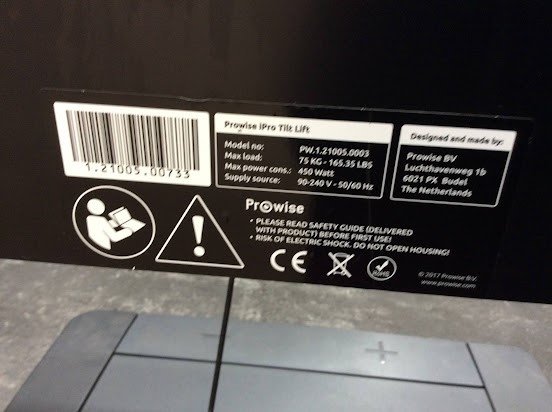 1.21005.00733
Prowise iPro Tilt Lift
Model no: PW.1.21005.0003
Max load: 75 KG - 165.35 LBS
Max power cons.: 450 Watt
Supply source: 90-240 V - 50/60 Hz
Designed and made by:
Prowise BV
Luchthavenweg 1b
6021 PX Budel
The Netherlands
Prowise
• PLEASE READ SAFETY GUIDE (DELIVERED
WITH PRODUCT) BEFORE FIRST USE!
• RISK OF ELECTRIC SHOCK. DO NOT OPEN HOUSING!
CE
RoHS
© 2017 Prowise B.V.
www.prowise.com